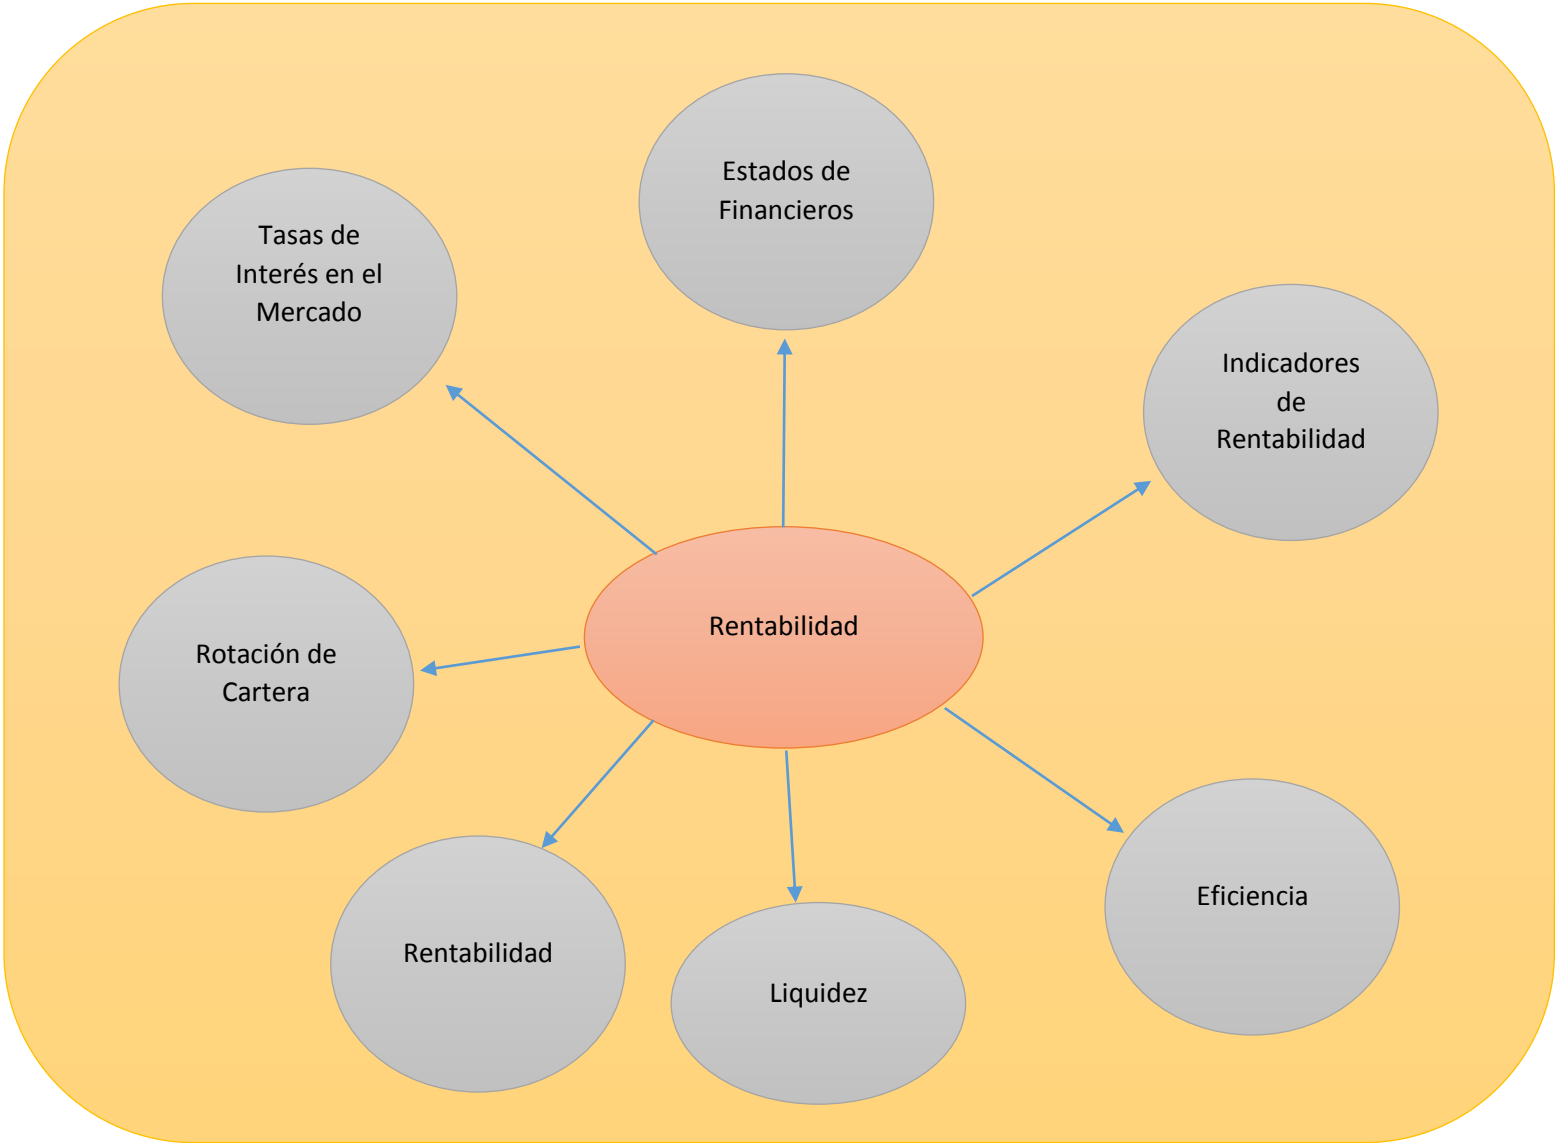 Estados de
Financieros
Tasas de
Interés en el
Mercado
Indicadores
de
Rentabilidad
Rentabilidad
Rotación de
Cartera
Eficiencia
Rentabilidad
Liquidez